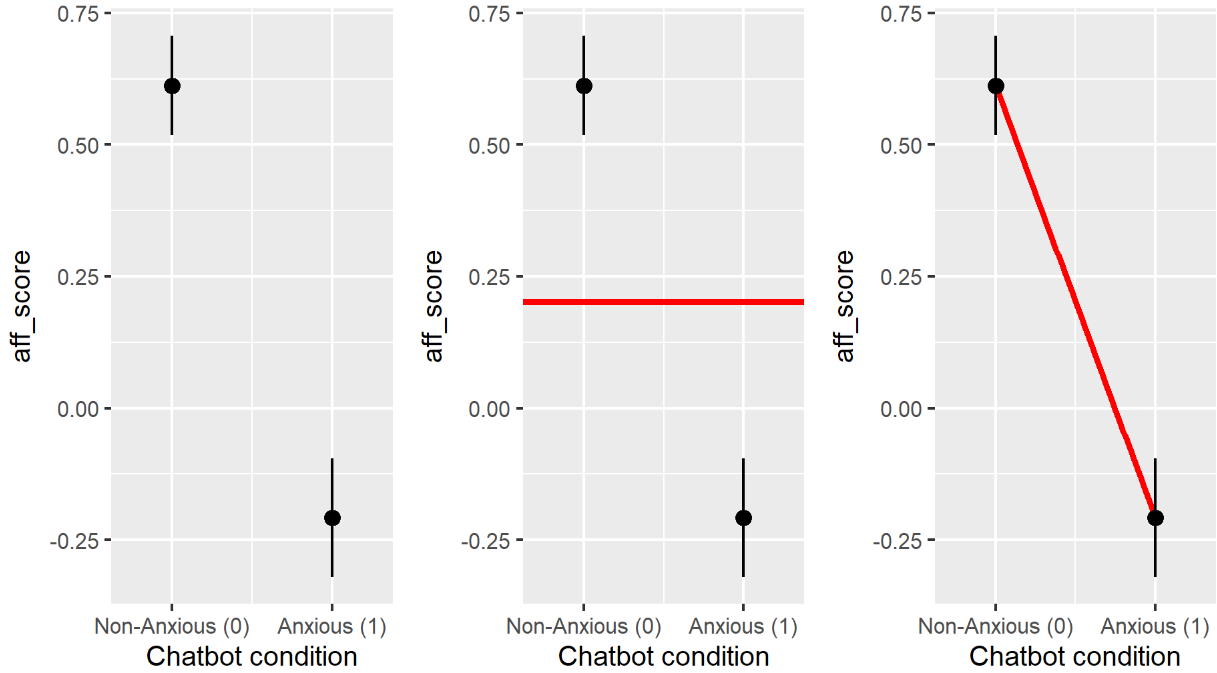 0.75
0.50
0.25
0.00
-0.25
aff_score
Non-Anxious (0) Anxious (1)
Chatbot condition
0.75
0.50
0.25
0.00
-0.25
aff_score
Non-Anxious (0) Anxious (1)
Chatbot condition
0.75
0.50
0.25
0.00
-0.25
aff_score
Non-Anxious (0) Anxious (1)
Chatbot condition